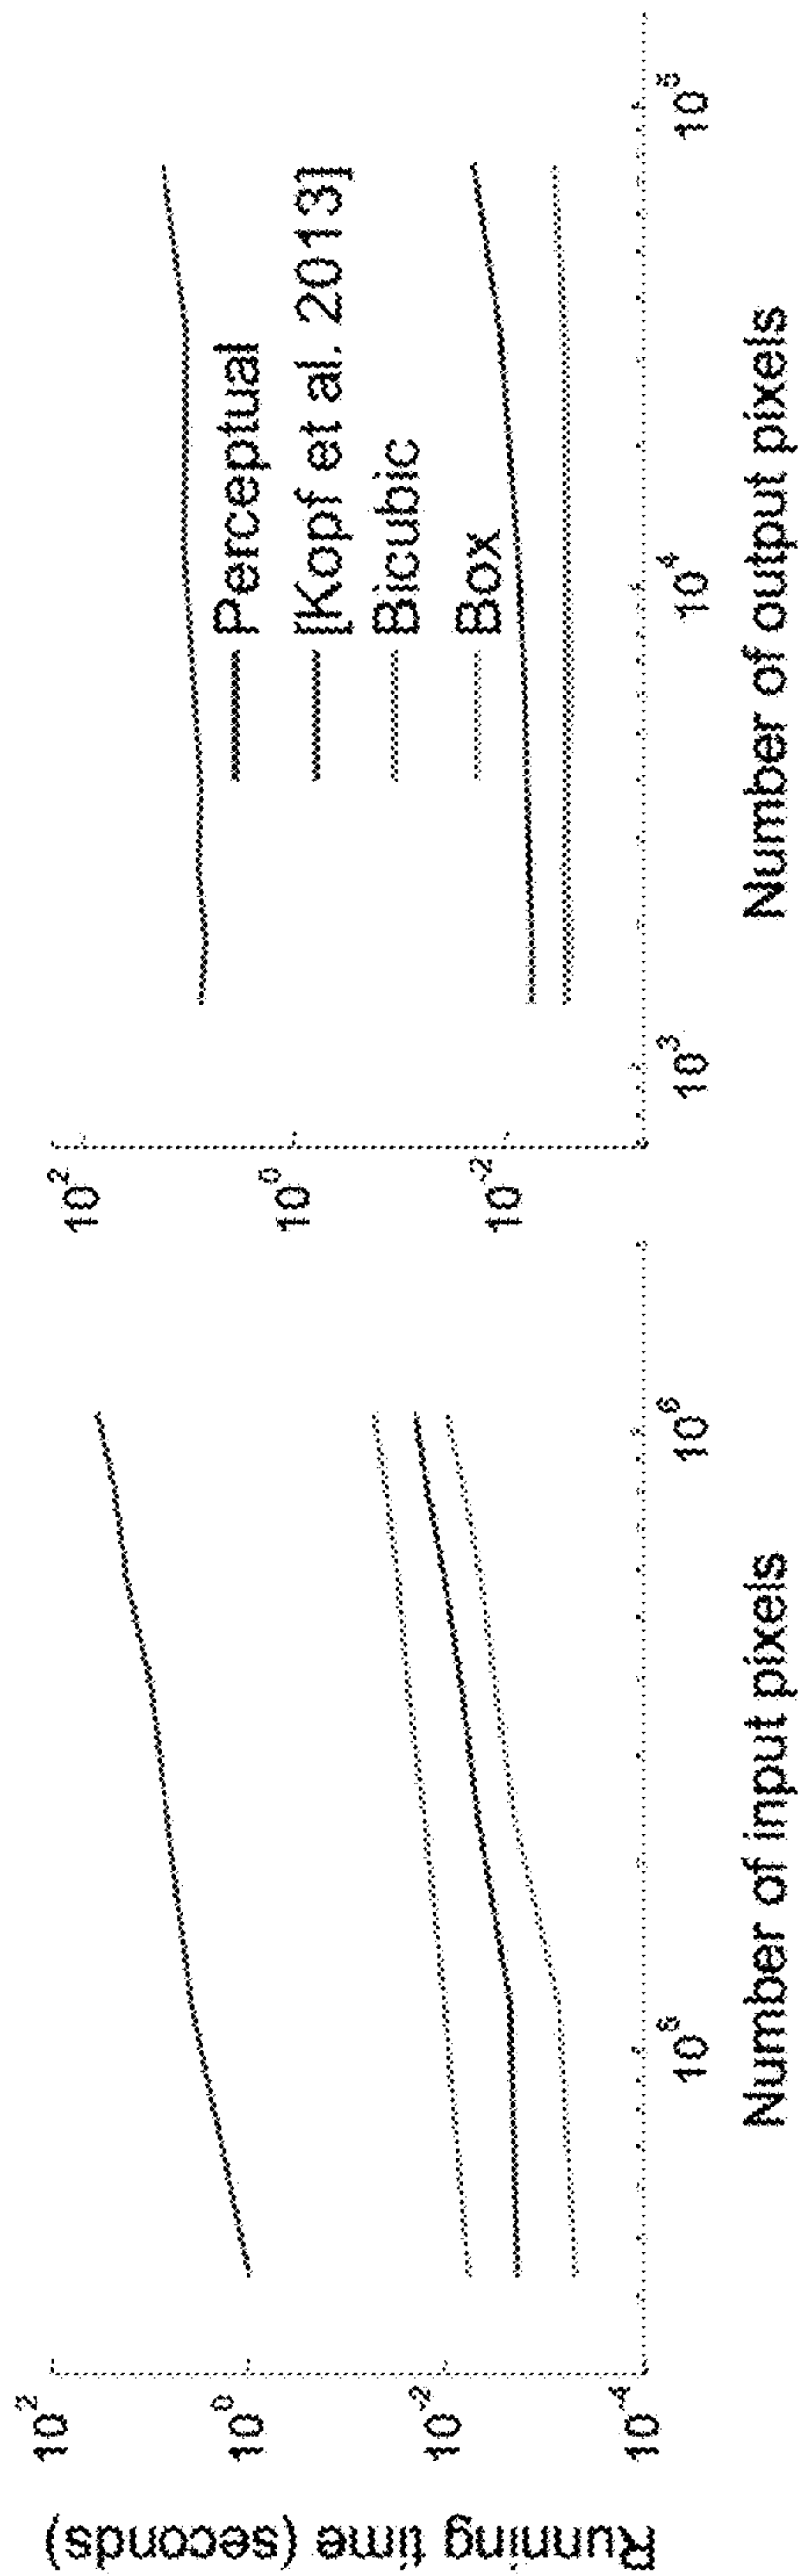 Running time (seconds)
10^2
10^0
10^-2
10^-4
10^5
10^6
Number of input pixels
10^2
10^0
10^-2
Perceptual
[Kopf et al. 2013]
Bicubic
Box
10^3
10^4
10^5
Number of output pixels